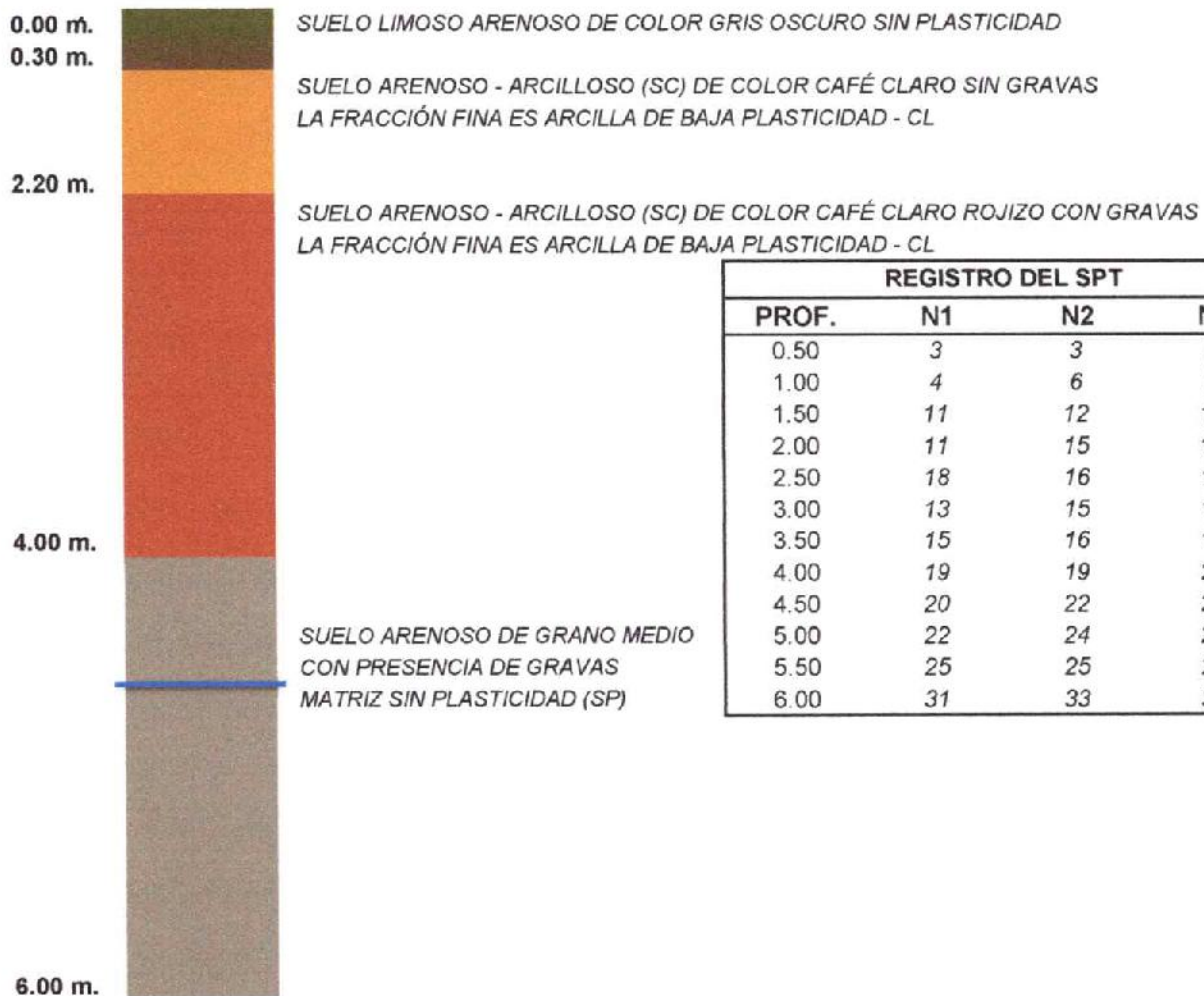 0.00 m.
SUELO LIMOSO ARENOSO DE COLOR GRIS OSCURO SIN PLASTICIDAD
0.30 m.
SUELO ARENOSO - ARCILLOSO (SC) DE COLOR CAFÉ CLARO SIN GRAVAS
LA FRACCIÓN FINA ES ARCILLA DE BAJA PLASTICIDAD - CL
2.20 m.
SUELO ARENOSO - ARCILLOSO (SC) DE COLOR CAFÉ CLARO ROJIZO CON GRAVAS
LA FRACCIÓN FINA ES ARCILLA DE BAJA PLASTICIDAD - CL
REGISTRO DEL SPT
PROF. N1 N2
0.50 3 3
1.00 4 6
1.50 11 12
2.00 11 15
2.50 18 16
3.00 13 15
3.50 15 16
4.00 m.
4.00 19 19
4.50 20 22
SUELO ARENOSO DE GRANO MEDIO
5.00 22 24
CON PRESENCIA DE GRAVAS
5.50 25 25
MATRIZ SIN PLASTICIDAD (SP)
6.00 31 33
6.00 m.